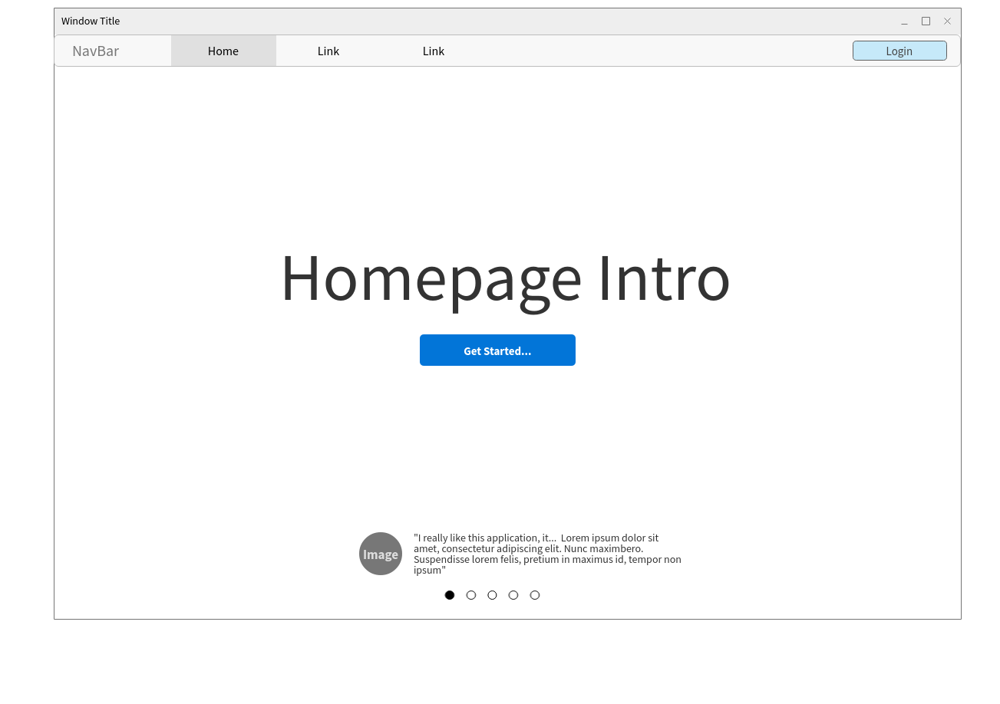 Window Title
NavBar
Home
Link
Link
Login
Homepage Intro
Get Started...
Image
"I really like this application, it...  Lorem ipsum dolor sit
amet, consectetur adipiscing elit. Nunc maximbero.
Suspendisse lorem felis, pretium in maximus id, tempor non
ipsum"